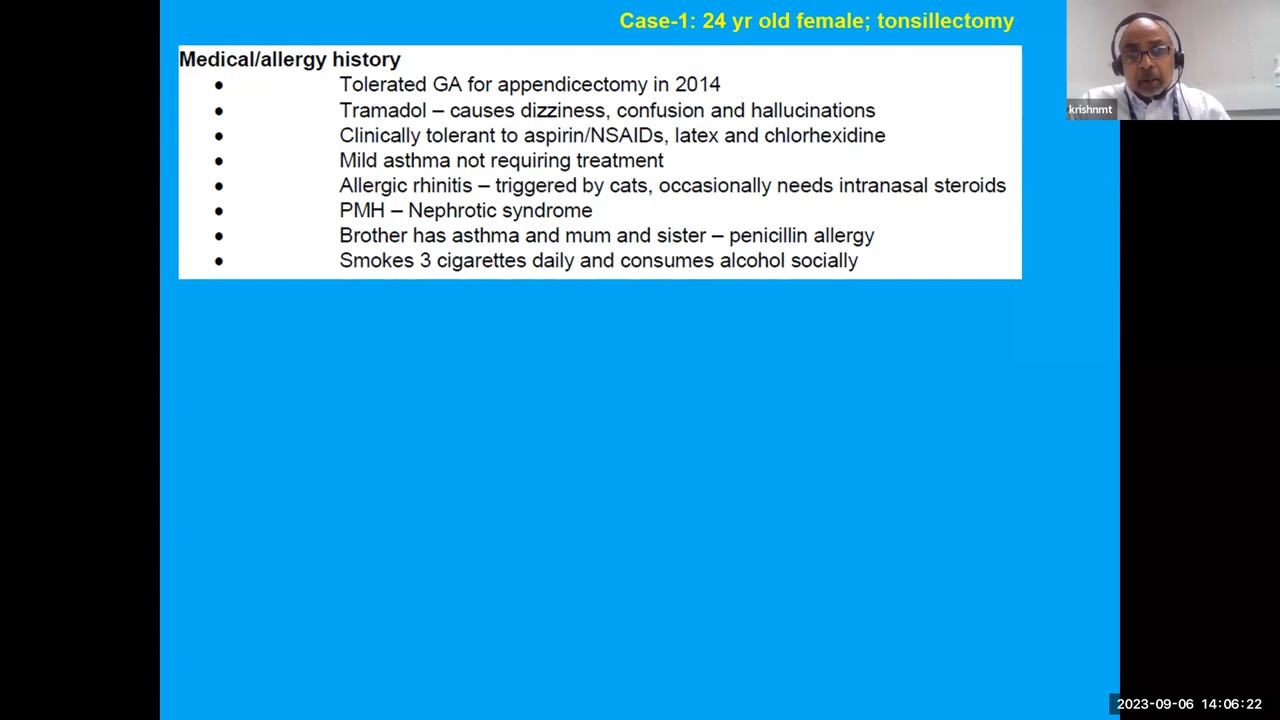 Case-1: 24 yr old female; tonsillectomy
Medical/allergy history
• Tolerated GA for appendicectomy in 2014
• Tramadol – causes dizziness, confusion and hallucinations
• Clinically tolerant to aspirin/NSAIDs, latex and chlorhexidine
• Mild asthma not requiring treatment
• Allergic rhinitis – triggered by cats, occasionally needs intranasal steroids
• PMH – Nephrotic syndrome
• Brother has asthma and mum and sister – penicillin allergy
• Smokes 3 cigarettes daily and consumes alcohol socially
krishnmt
2023-09-06 14:06:22